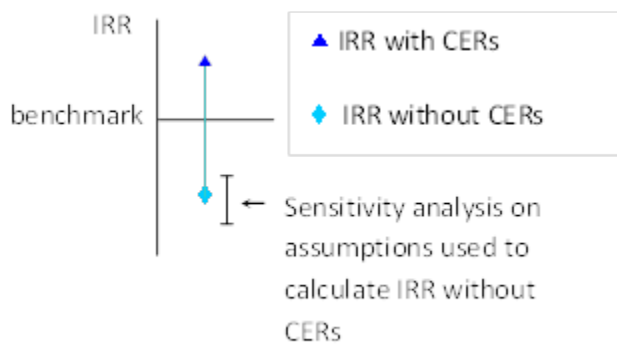 IRR
IRR with CERs
benchmark
IRR without CERs
Sensitivity analysis on
assumptions used to
calculate IRR without
CERs